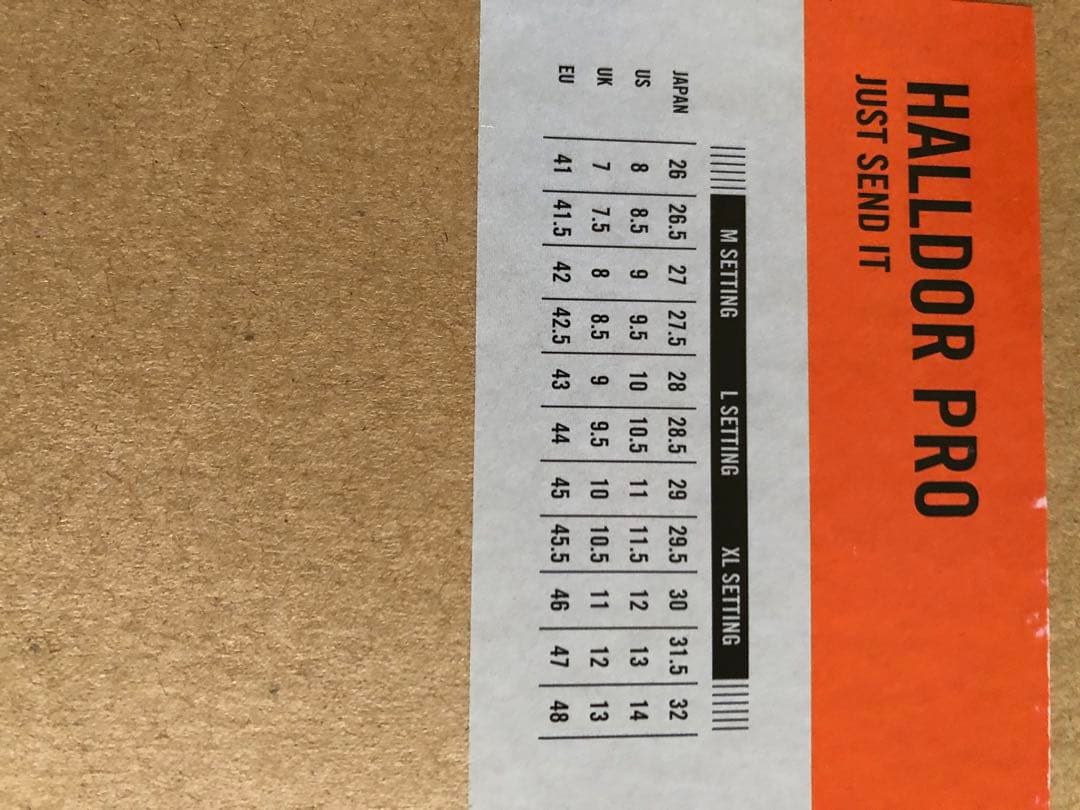 HALLDOR PRO
JUST SEND IT
M SETTING L SETTING XL SETTING
JAPAN 26 26.5 27 27.5 28 28.5 29 29.5 30 31.5 32
US 8 8.5 9 9.5 10 10.5 11 11.5 12 13 14
UK 7 7.5 8 8.5 9 9.5 10 10.5 11 12 13
EU 41 41.5 42 42.5 43 44 45 45.5 46 47 48